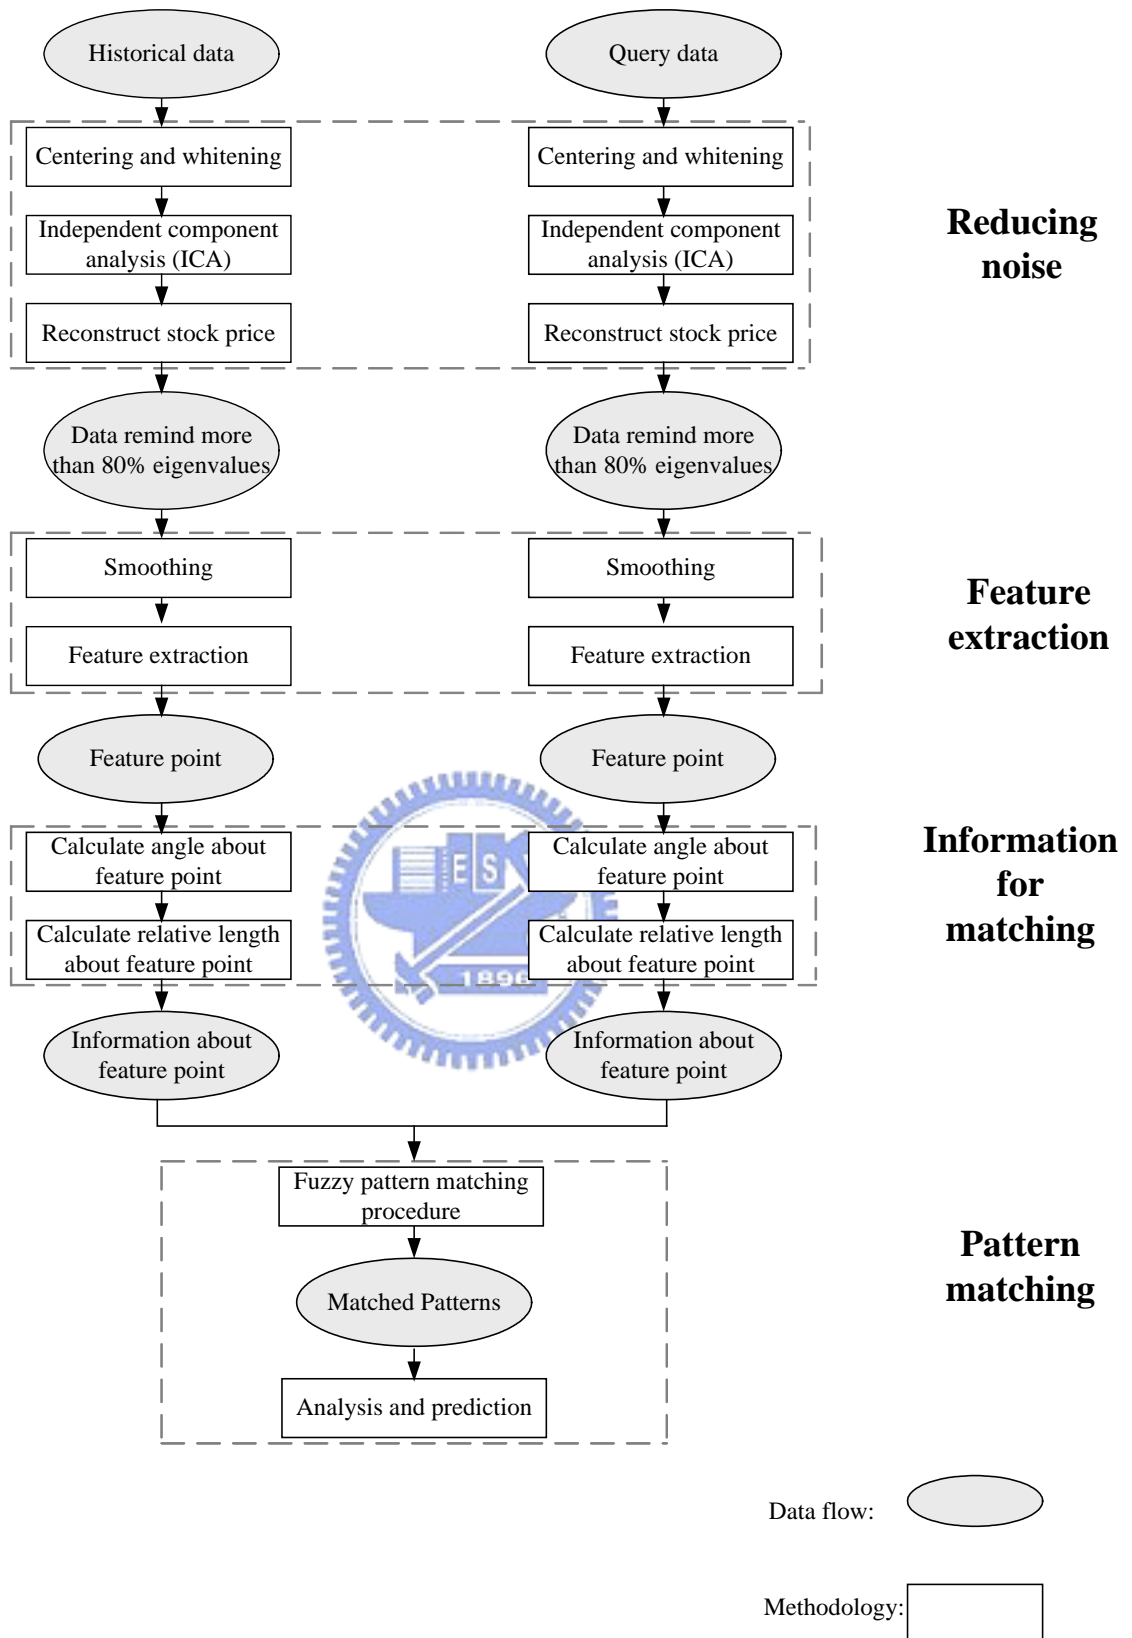 Historical data
Query data
Centering and whitening
Centering and whitening
Independent component
analysis (ICA)
Independent component
analysis (ICA)
Reconstruct stock price
Reconstruct stock price
Reducing
noise
Data remind more
than 80% eigenvalues
Data remind more
than 80% eigenvalues
Smoothing
Smoothing
Feature extraction
Feature extraction
Feature
extraction
Feature point
Feature point
Calculate angle about
feature point
Calculate angle about
feature point
Calculate relative length
about feature point
Calculate relative length
about feature point
Information
for
matching
E S
1896
Information about
feature point
Information about
feature point
Fuzzy pattern matching
procedure
Matched Patterns
Analysis and prediction
Pattern
matching
Data flow:
Methodology: